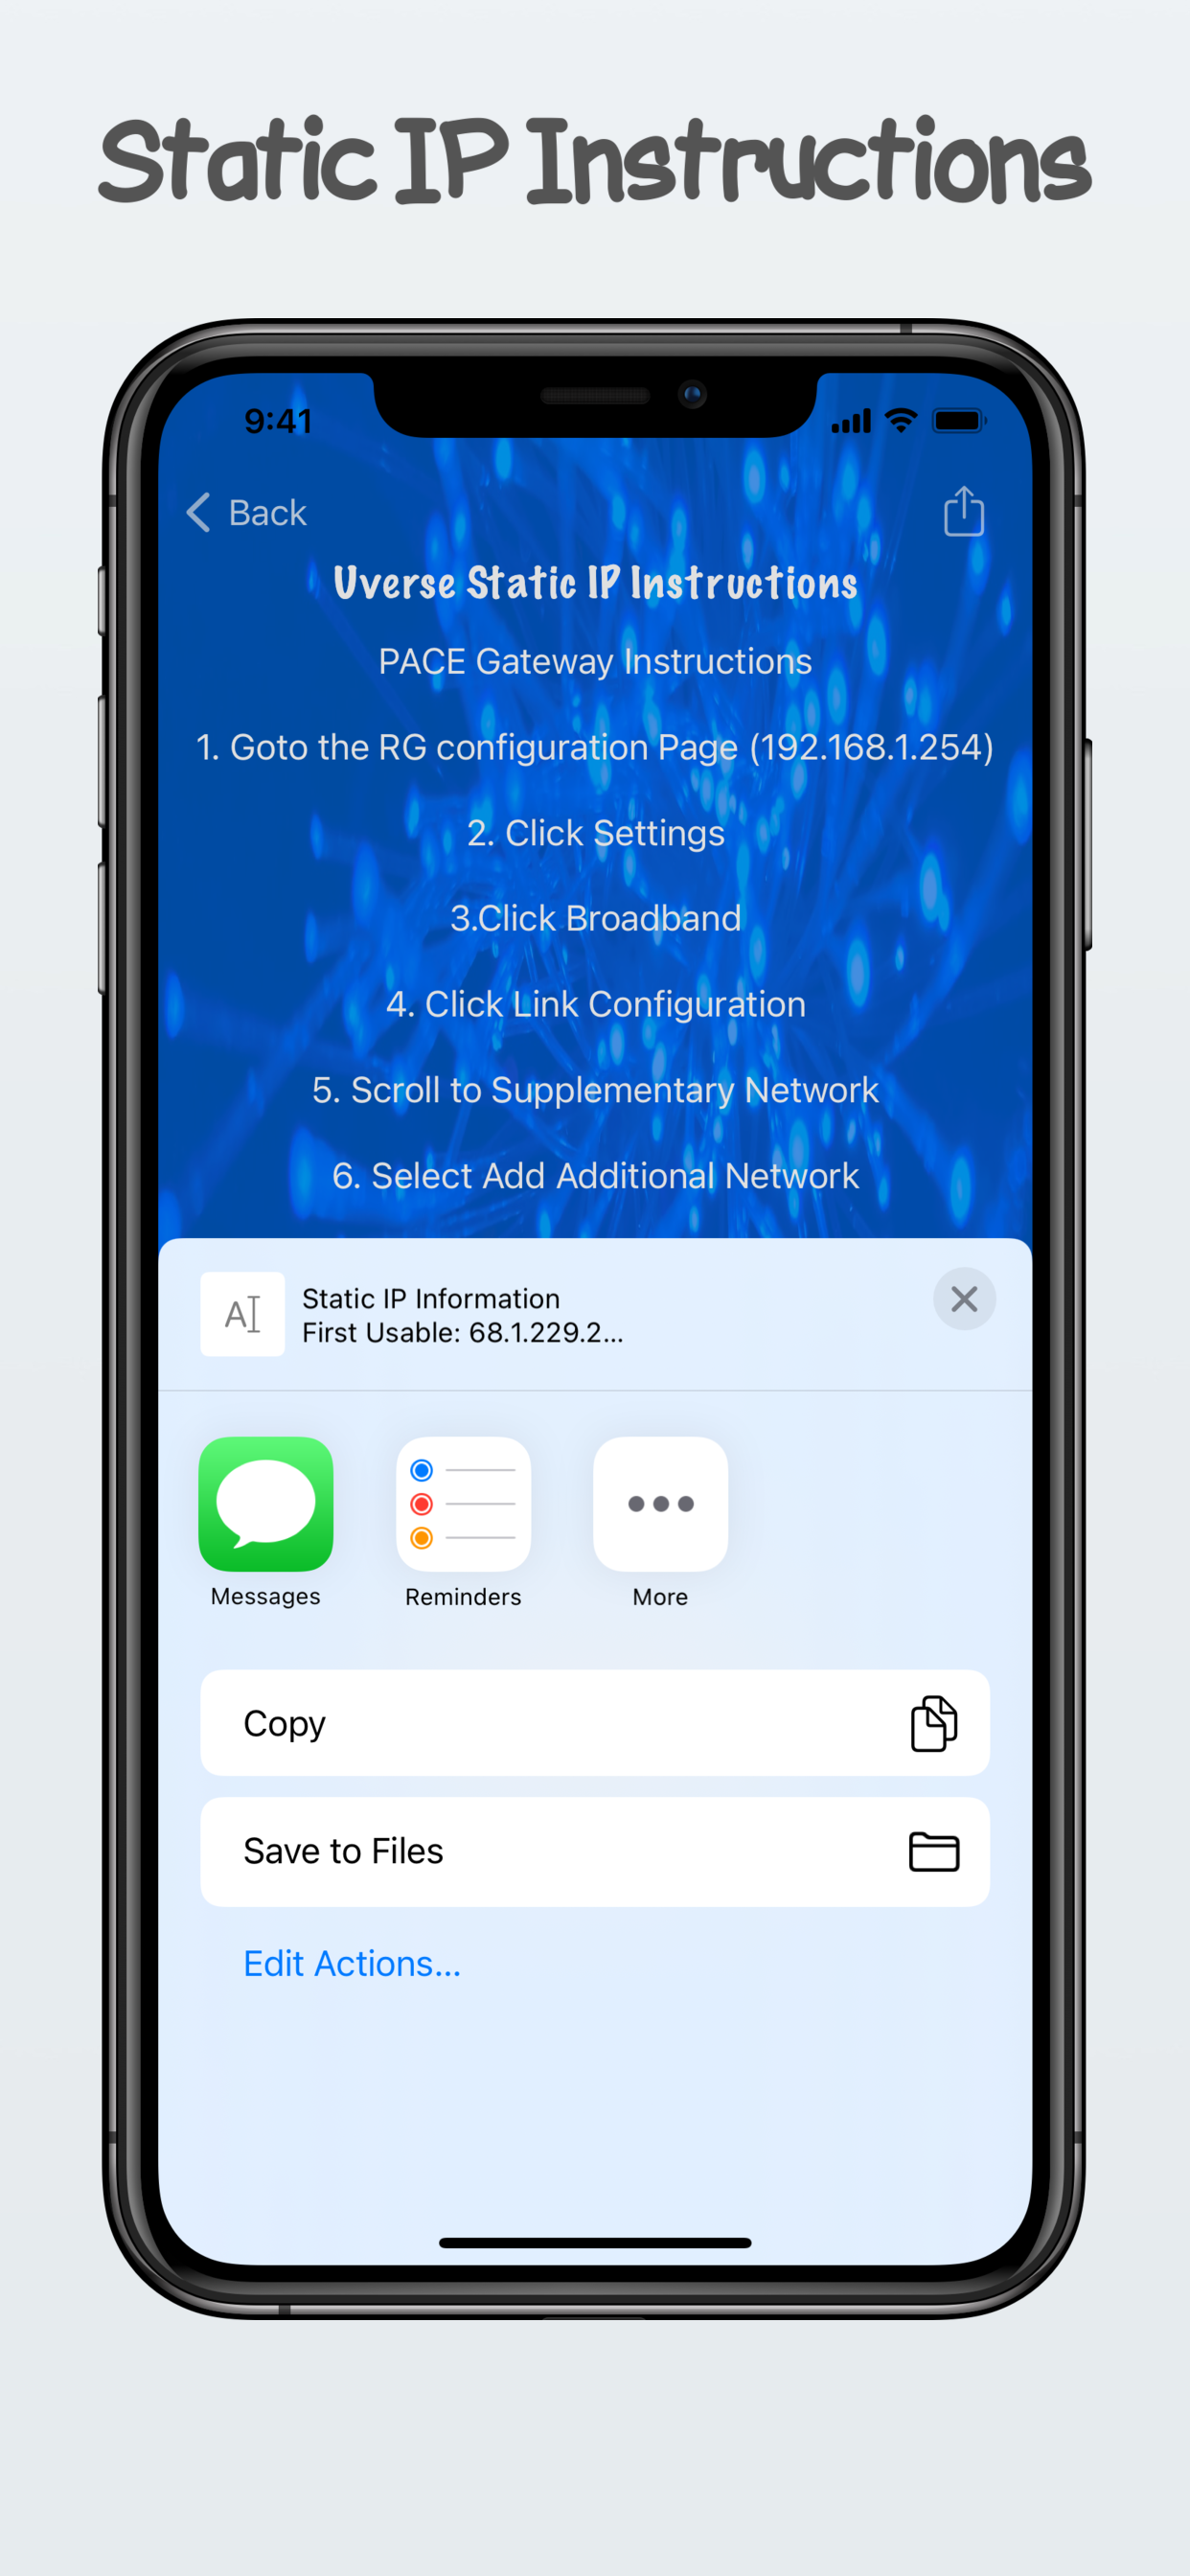 Static IP Instructions
9:41
Back
Uverse Static IP Instructions
PACE Gateway Instructions
1. Goto the RG configuration Page (192.168.1.254)
2. Click Settings
3.Click Broadband
4. Click Link Configuration
5. Scroll to Supplementary Network
6. Select Add Additional Network
A
Static IP Information
First Usable: 68.1.229.2...
Messages
Reminders
More
Copy
Save to Files
Edit Actions...